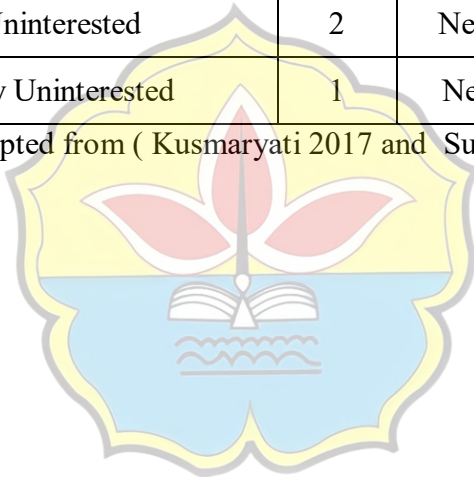 Uninterested 2 Ne
Uninterested 1 Ne
pted from ( Kusmaryati 2017 and Su